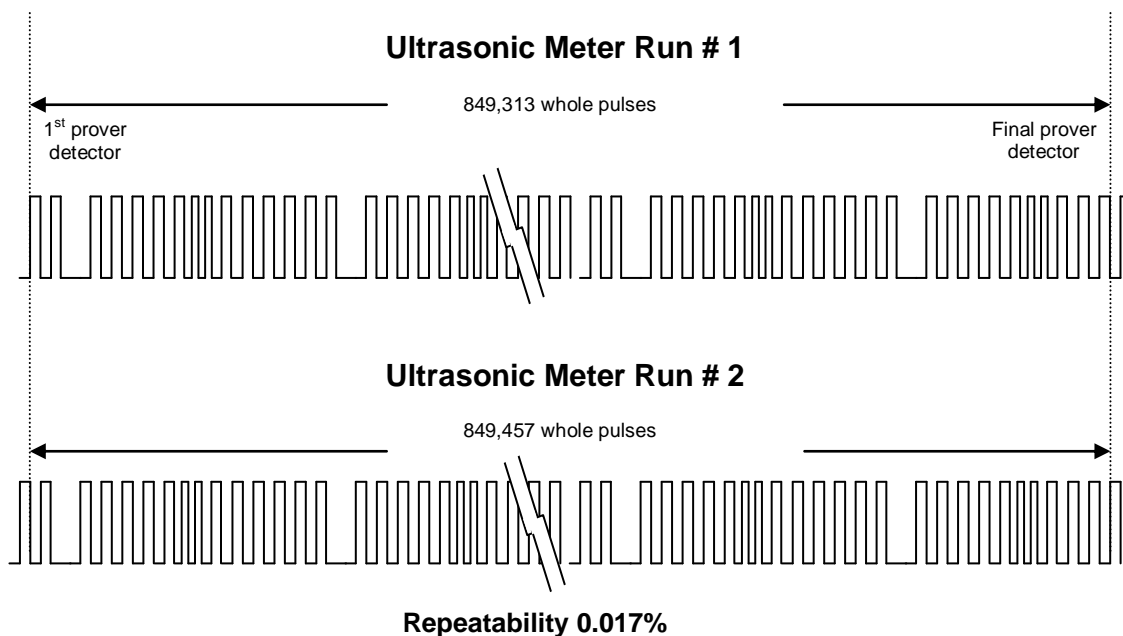 Ultrasonic Meter Run # 1
849,313 whole pulses
1st prover
detector
Final prover
detector
Ultrasonic Meter Run # 2
849,457 whole pulses
Repeatability 0.017%